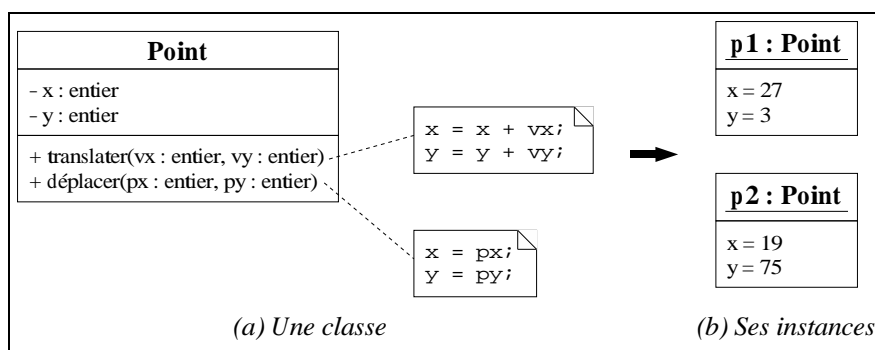 Point
- x : entier
- y : entier
+ translater(vx : entier, vy : entier)
+ déplacer(px : entier, py : entier)
x = x + vx;
y = y + vy;
x = px;
y = py;
(a) Une classe
p1 : Point
x = 27
y = 3
p2 : Point
x = 19
y = 75
(b) Ses instances